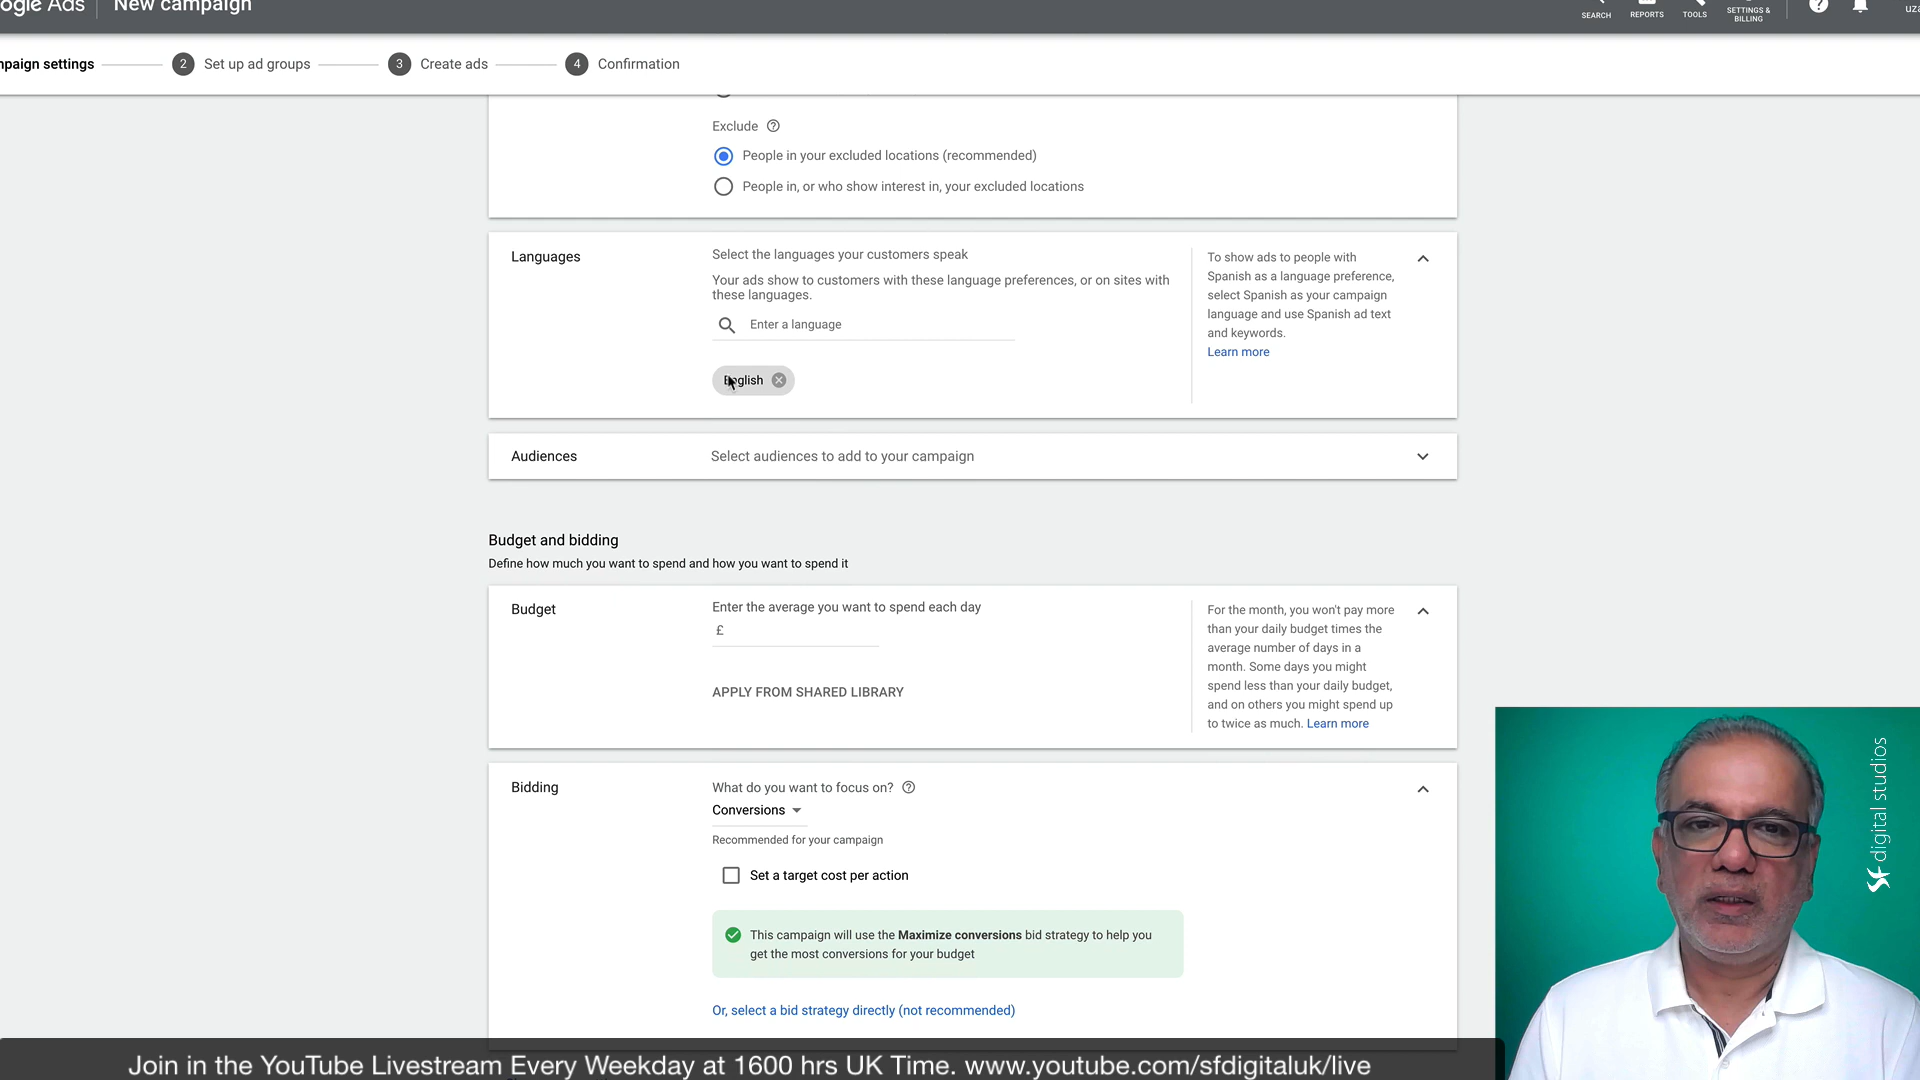 ogle Ads
New campaign
SEARCH
REPORTS
TOOLS
SETTINGS &
BILLING
uza
mpaign settings
2 Set up ad groups
3 Create ads
4 Confirmation
Exclude
People in your excluded locations (recommended)
People in, or who show interest in, your excluded locations
Languages
Select the languages your customers speak
Your ads show to customers with these language preferences, or on sites with
these languages.
Enter a language
English
To show ads to people with
Spanish as a language preference,
select Spanish as your campaign
language and use Spanish ad text
and keywords.
Learn more
Audiences
Select audiences to add to your campaign
Budget and bidding
Define how much you want to spend and how you want to spend it
Budget
Enter the average you want to spend each day
£
APPLY FROM SHARED LIBRARY
For the month, you won't pay more
than your daily budget times the
average number of days in a
month. Some days you might
spend less than your daily budget,
and on others you might spend up
to twice as much. Learn more
Bidding
What do you want to focus on?
Conversions
Recommended for your campaign
Set a target cost per action
This campaign will use the Maximize conversions bid strategy to help you
get the most conversions for your budget
Or, select a bid strategy directly (not recommended)
digital studios
Join in the YouTube Livestream Every Weekday at 1600 hrs UK Time. www.youtube.com/sfdigitaluk/live